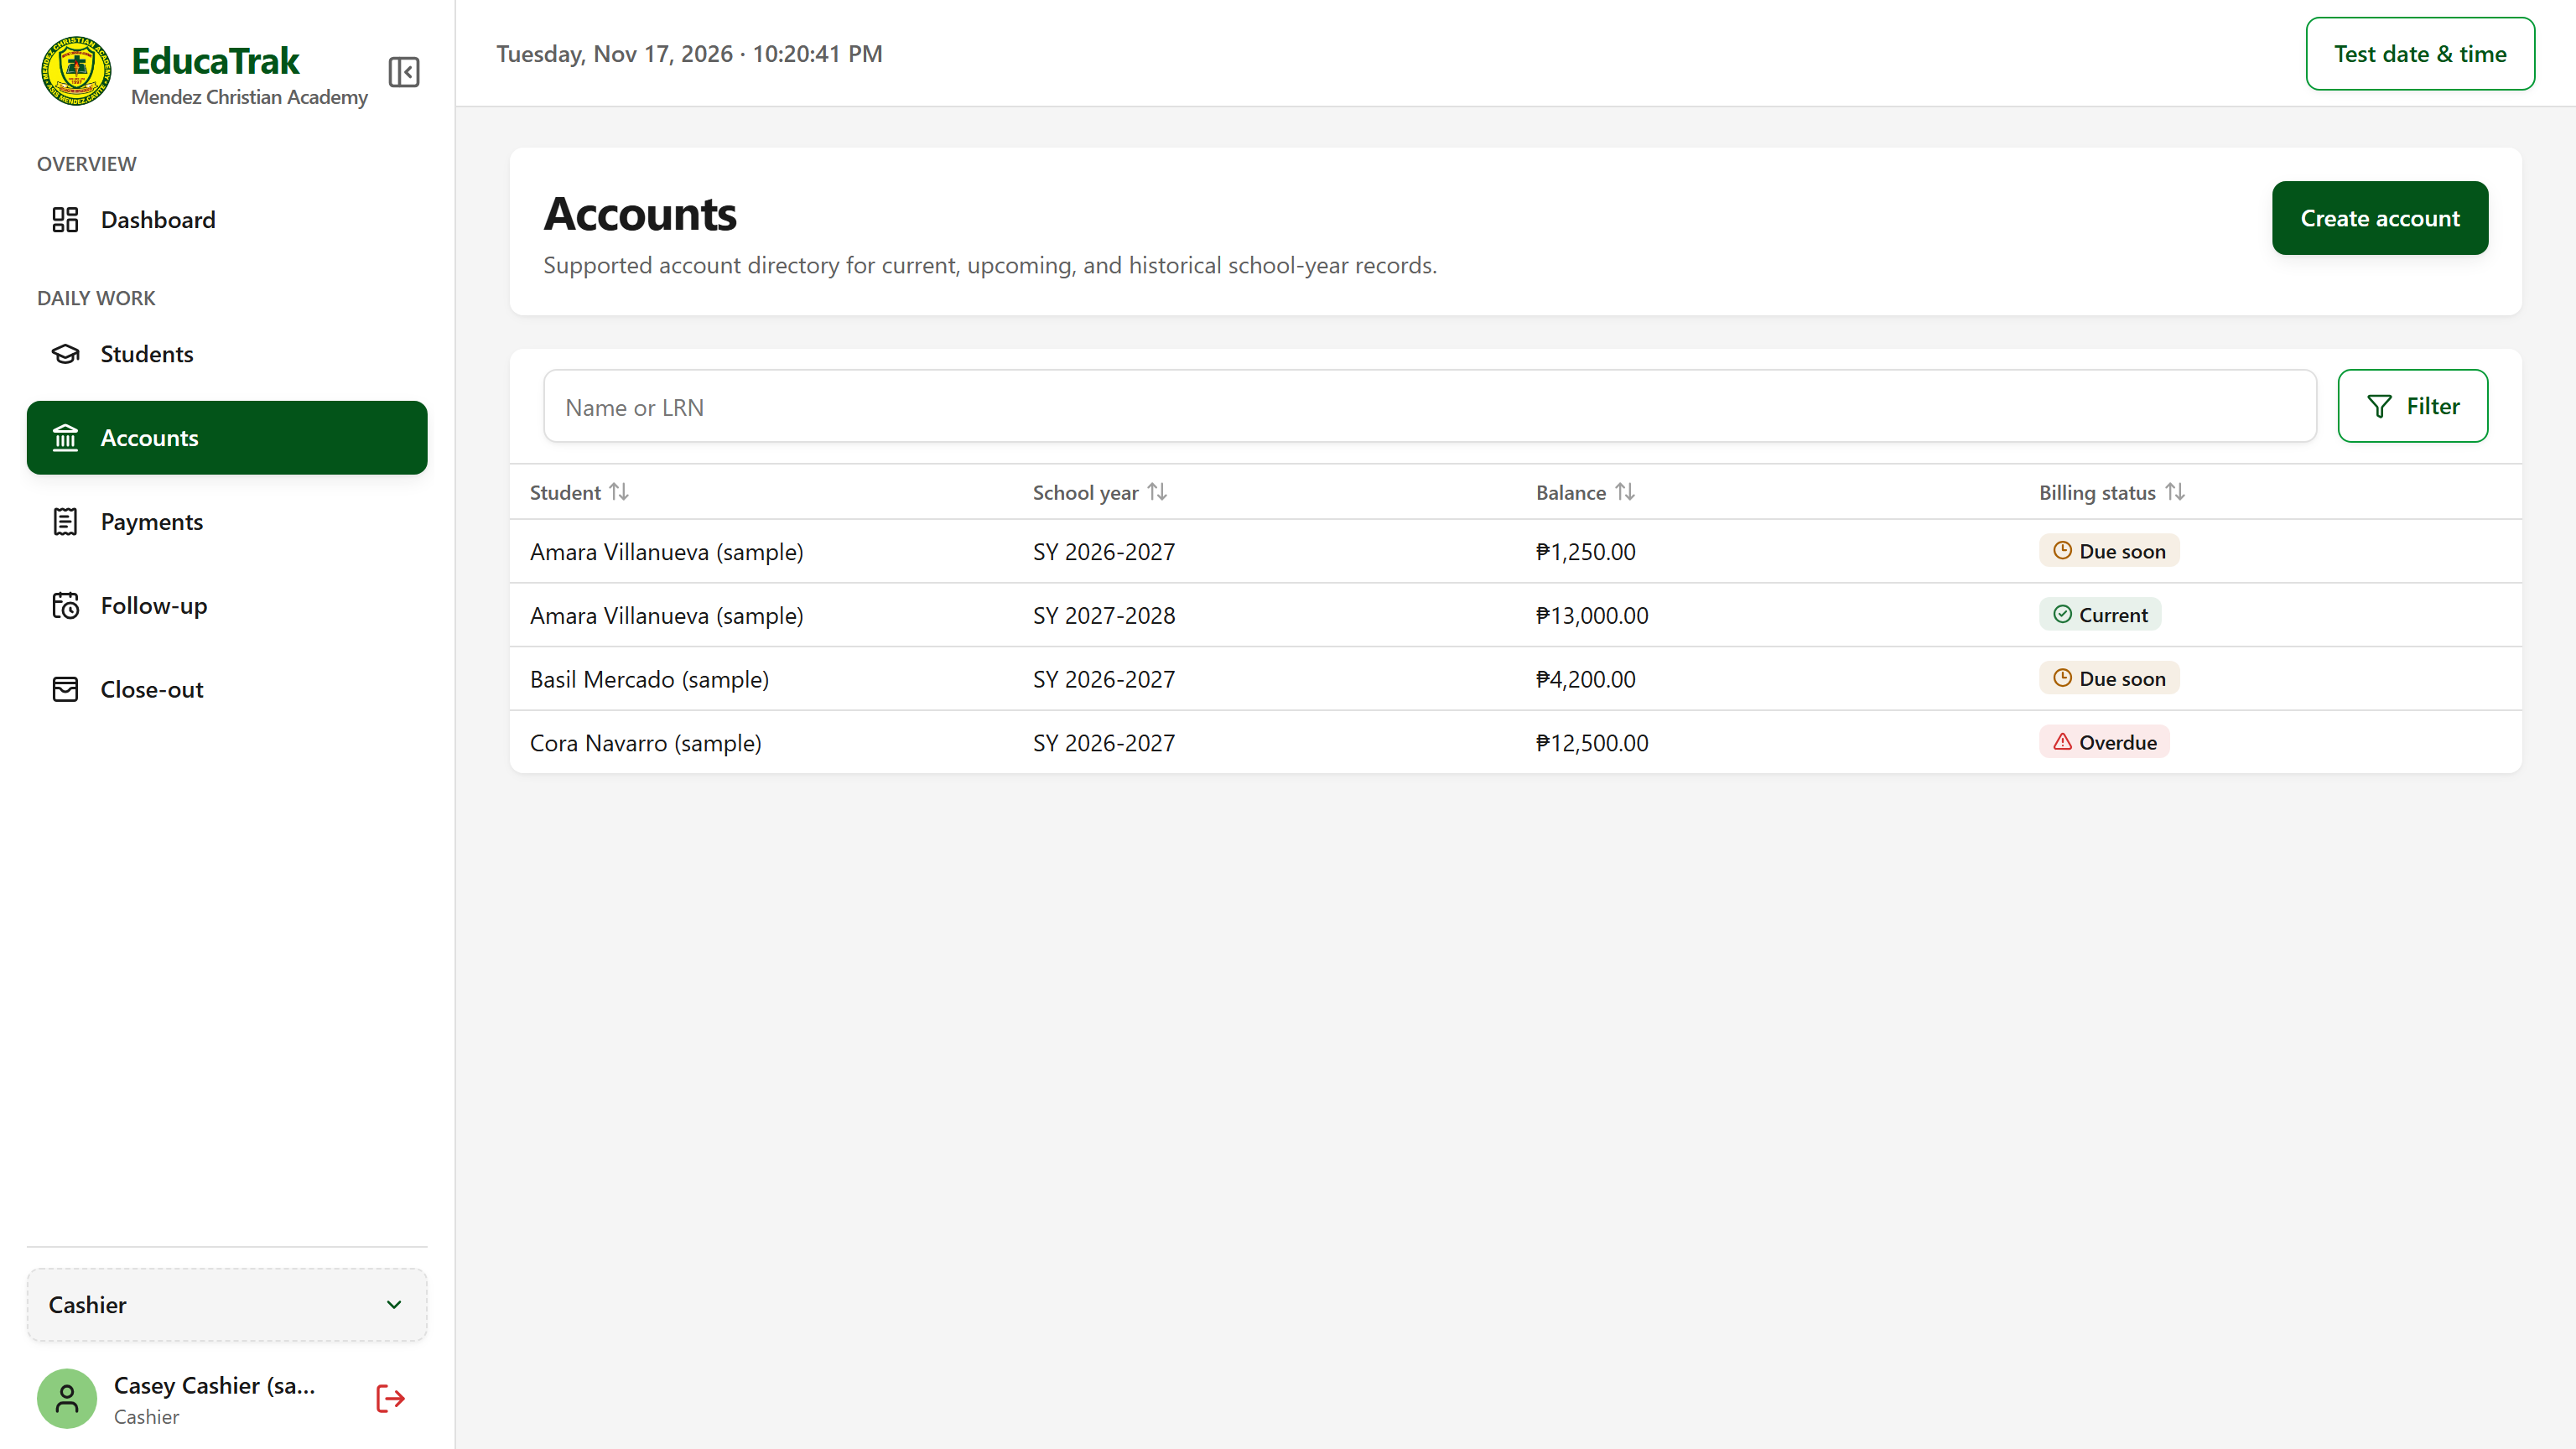 EducaTrak
Mendez Christian Academy
OVERVIEW
Dashboard
DAILY WORK
Students
Accounts
Payments
Follow-up
Close-out
Cashier
Casey Cashier (sa...
Cashier
Tuesday, Nov 17, 2026 · 10:20:41 PM
Test date & time
Accounts
Supported account directory for current, upcoming, and historical school-year records.
Create account
Name or LRN
Filter
Student School year Balance Billing status
Amara Villanueva (sample) SY 2026-2027 ₱1,250.00 Due soon
Amara Villanueva (sample) SY 2027-2028 ₱13,000.00 Current
Basil Mercado (sample) SY 2026-2027 ₱4,200.00 Due soon
Cora Navarro (sample) SY 2026-2027 ₱12,500.00 Overdue